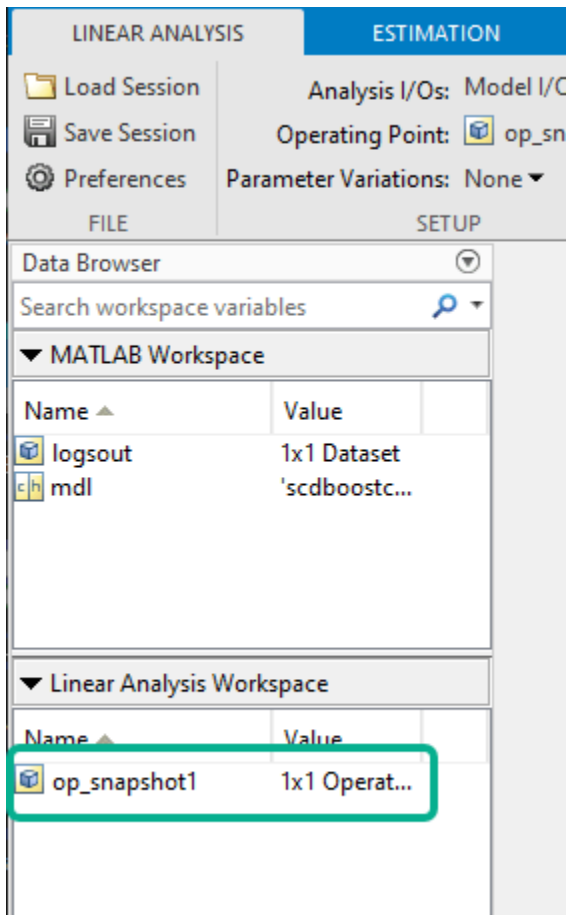 LINEAR ANALYSIS ESTIMATION
Load Session Analysis I/Os: Model I/O
Save Session Operating Point: op_sn
Preferences Parameter Variations: None
FILE SETUP
Data Browser
Search workspace variables
MATLAB Workspace
Name Value
logsout 1x1 Dataset
ch mdl 'scdboostc...
Linear Analysis Workspace
Name Value
op_snapshot1 1x1 Operat...